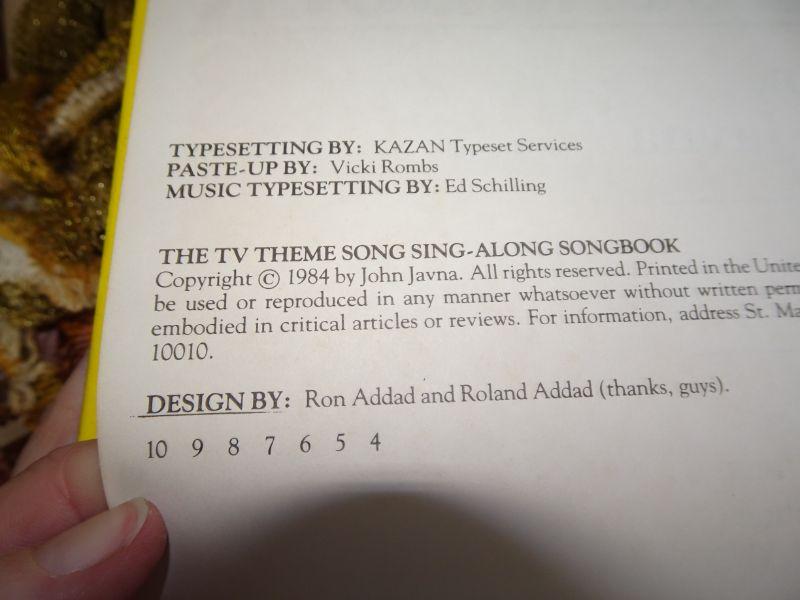 TYPESETTING BY: KAZAN Typeset Services
PASTE-UP BY: Vicki Rombs
MUSIC TYPESETTING BY: Ed Schilling
THE TV THEME SONG SING-ALONG SONGBOOK
Copyright © 1984 by John Javna. All rights reserved. Printed in the Unite
be used or reproduced in any manner whatsoever without written perm
embodied in critical articles or reviews. For information, address St. Ma
10010.
DESIGN BY: Ron Addad and Roland Addad (thanks, guys).
10 9 8 7 6 5 4